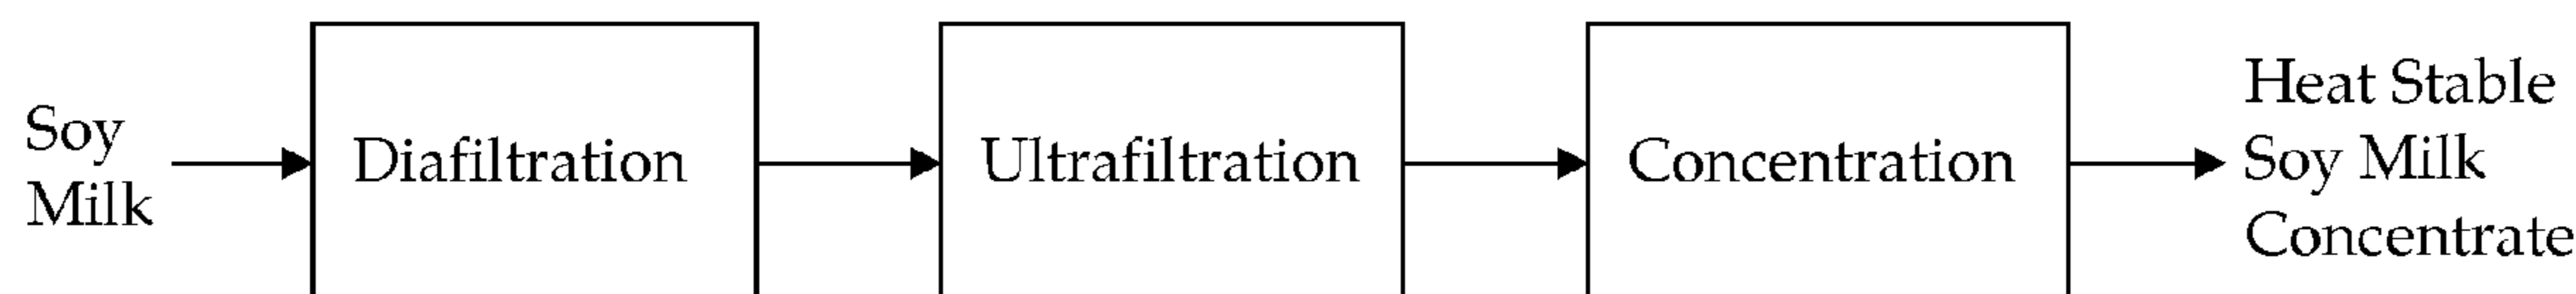 Soy
Milk
Diafiltration
Ultrafiltration
Concentration
Heat Stable
Soy Milk
Concentrate